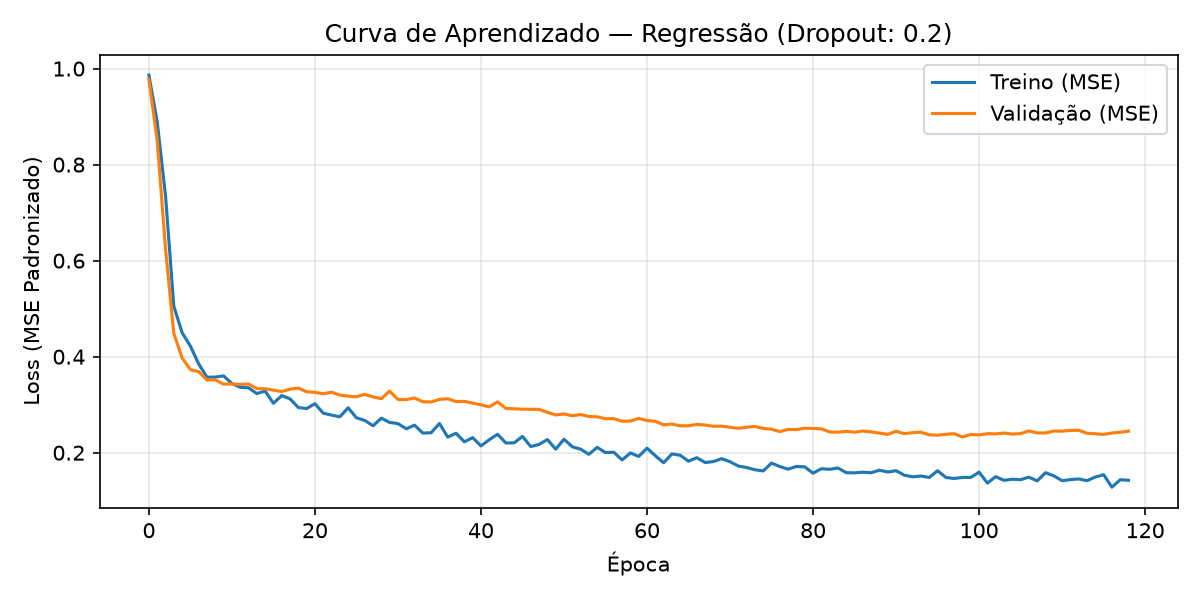 Curva de Aprendizado — Regressão (Dropout: 0.2)
Treino (MSE)
Validação (MSE)
Loss (MSE Padronizado)
1.0
0.8
0.6
0.4
0.2
0 20 40 60 80 100 120
Época